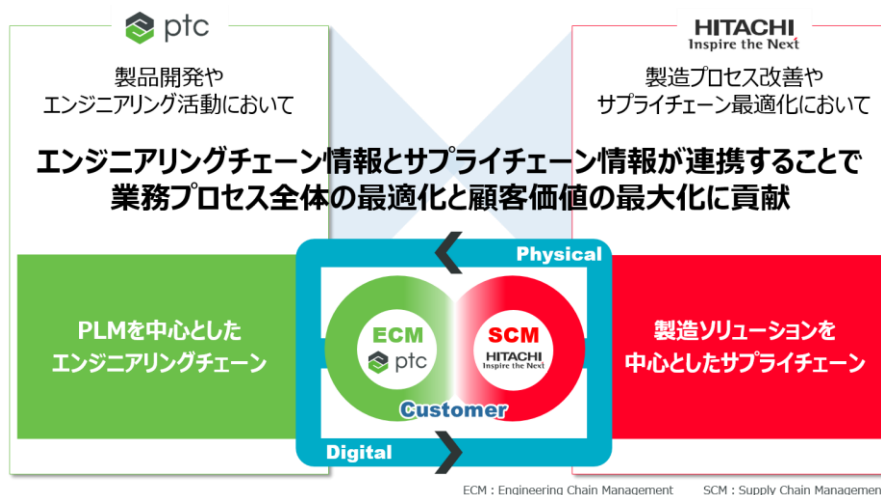 ptc
製品開発や
エンジニアリング活動において
HITACHI
Inspire the Next
製造プロセス改善や
サプライチェーン最適化において
エンジニアリングチェーン情報とサプライチェーン情報が連携することで
業務プロセス全体の最適化と顧客価値の最大化に貢献
PLMを中心とした
エンジニアリングチェーン
Physical
ECM
ptc
SCM
HITACHI
Inspire the Next
Customer
Digital
製造ソリューションを
中心としたサプライチェーン
ECM : Engineering Chain Management SCM : Supply Chain Management